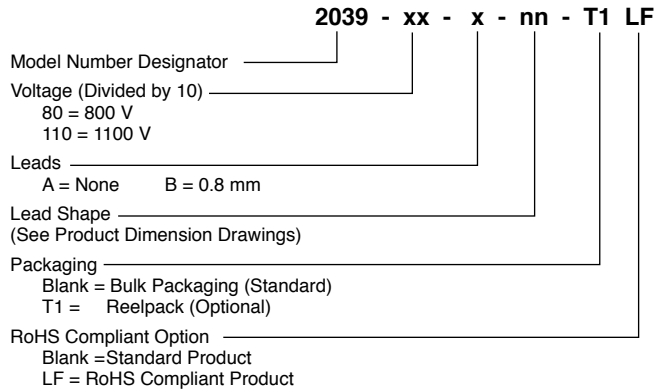 2039 - xx - x - nn - T1 LF
Model Number Designator
Voltage (Divided by 10)
80 = 800 V
110 = 1100 V
Leads
A = None B = 0.8 mm
Lead Shape
(See Product Dimension Drawings)
Packaging
Blank = Bulk Packaging (Standard)
T1 = Reelpack (Optional)
RoHS Compliant Option
Blank =Standard Product
LF = RoHS Compliant Product